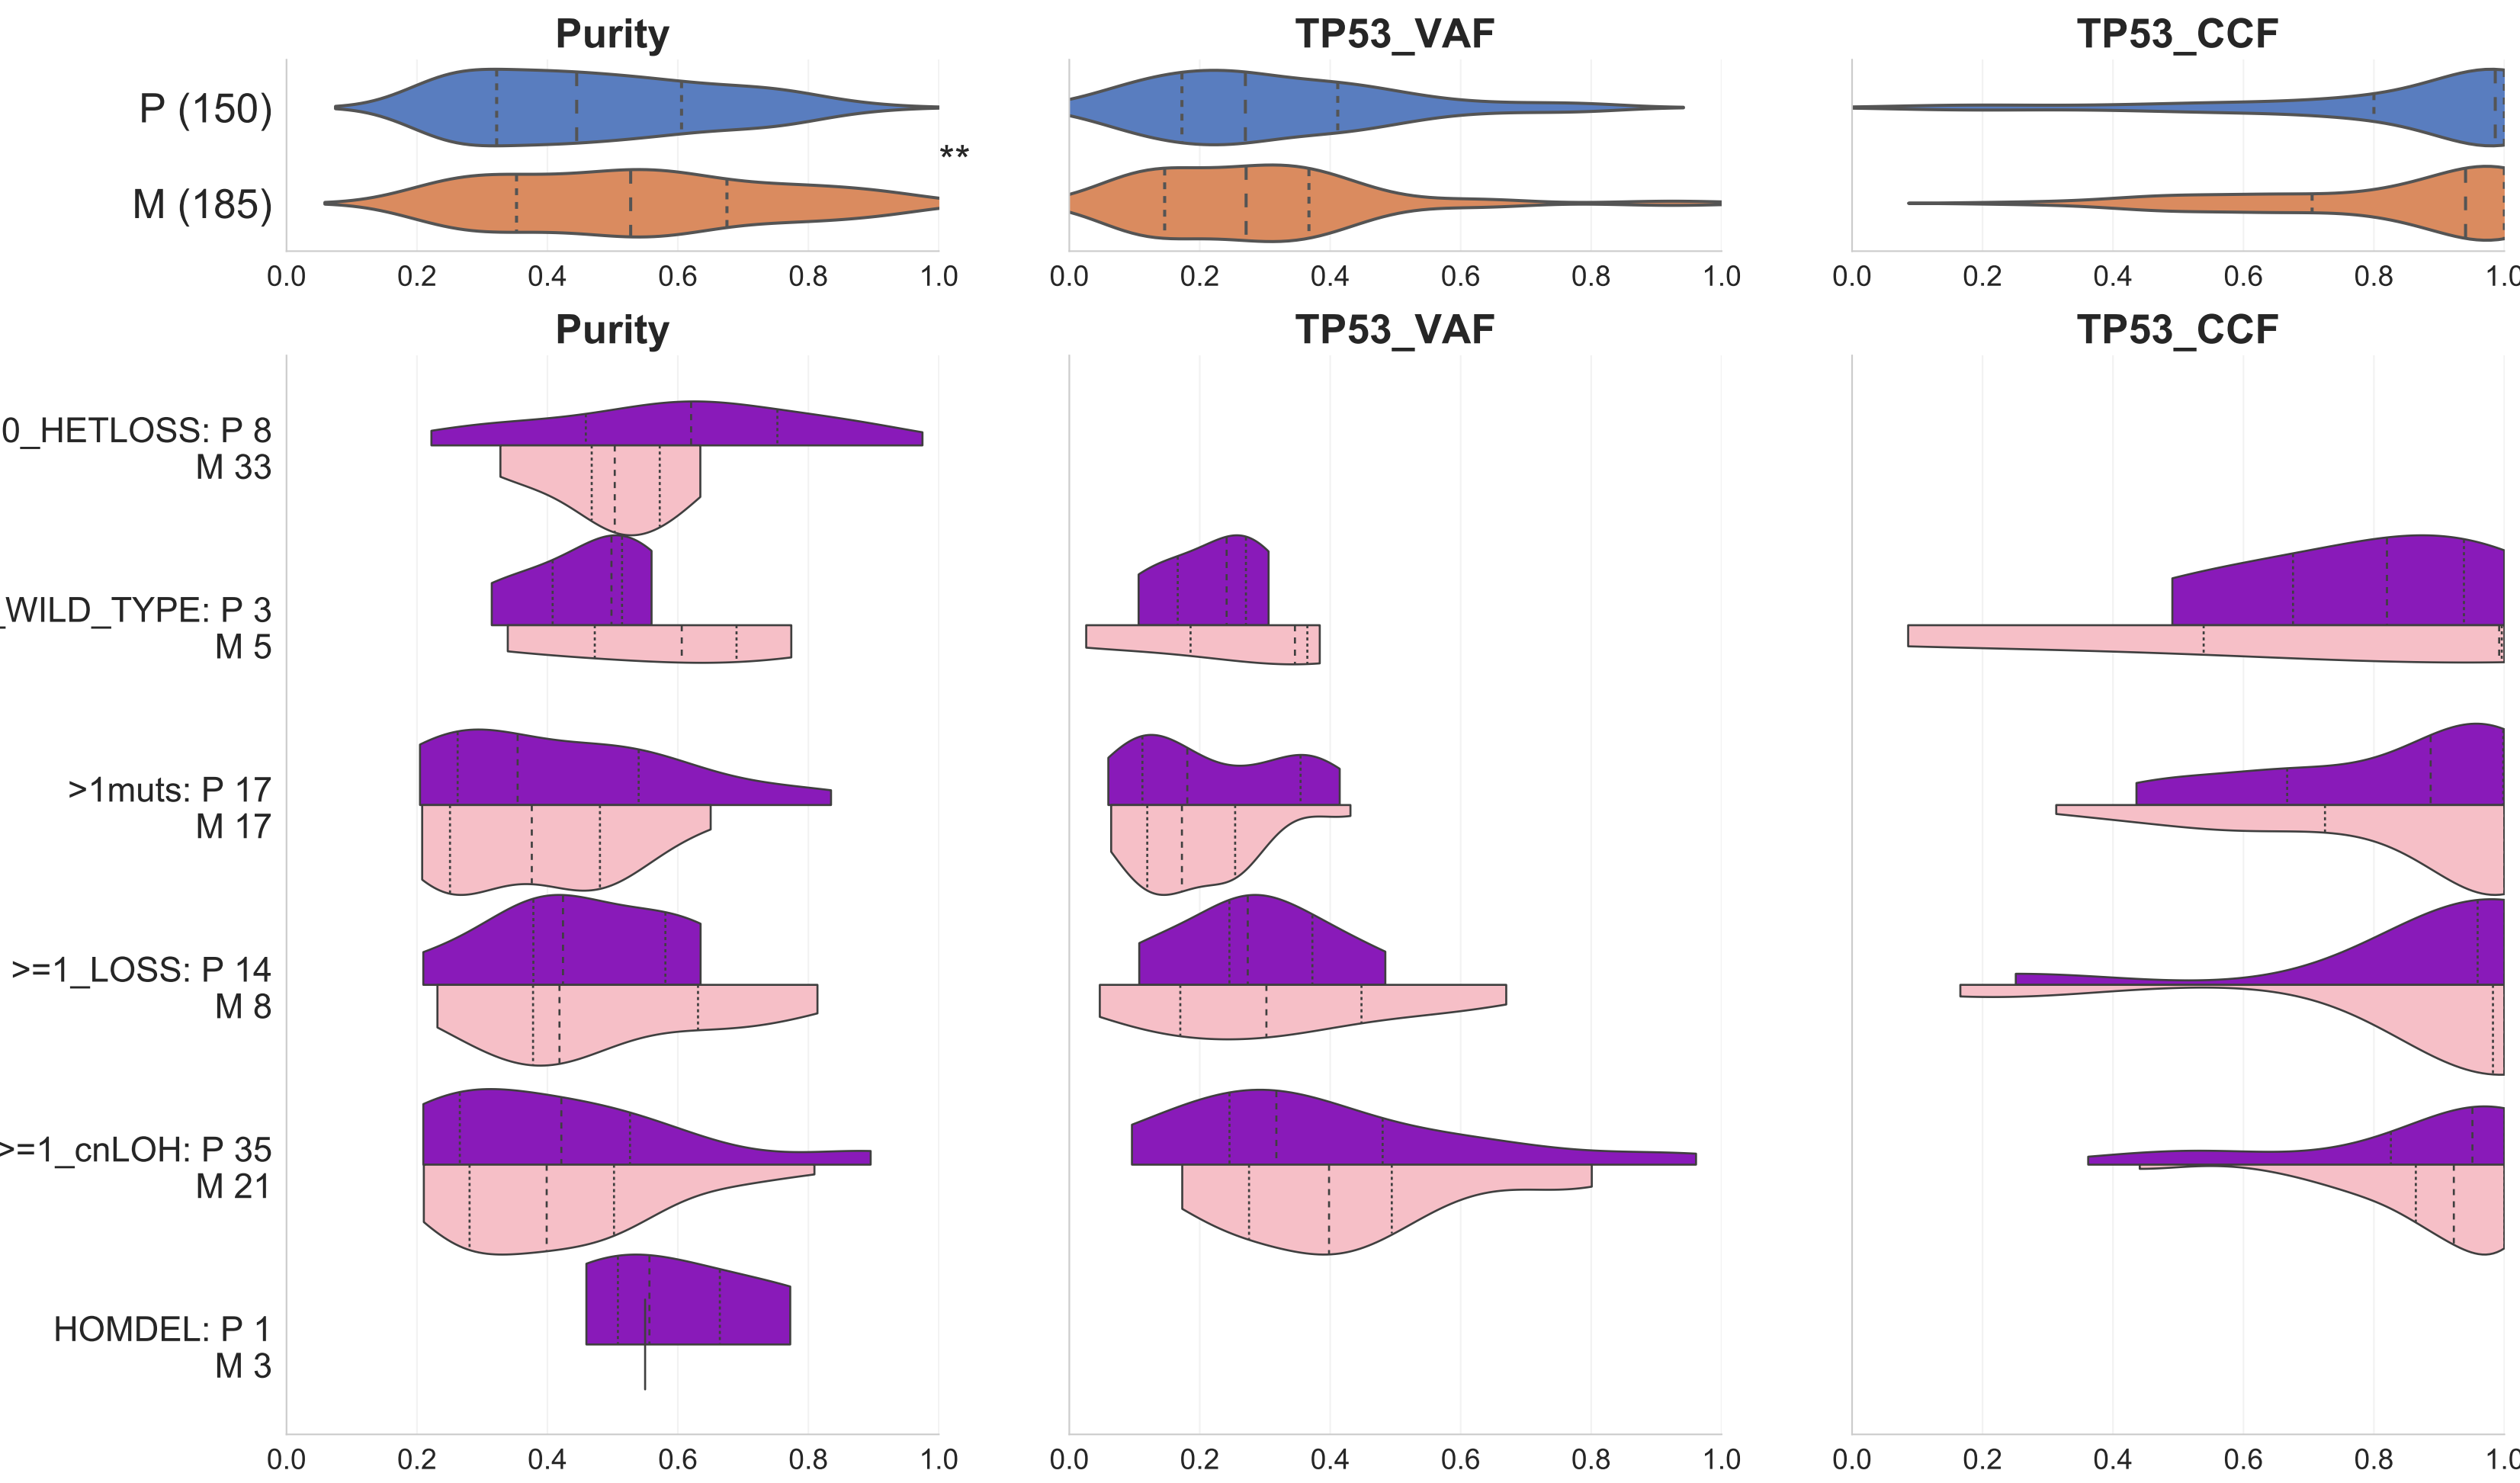 Purity TP53_VAF TP53_CCF
P (150)
**
M (185)
0.0 0.2 0.4 0.6 0.8 1.0 0.0 0.2 0.4 0.6 0.8 1.0 0.0 0.2 0.4 0.6 0.8 1.0
Purity TP53_VAF TP53_CCF
0_HETLOSS: P 8
M 33
_WILD_TYPE: P 3
M 5
>1muts: P 17
M 17
>=1_LOSS: P 14
M 8
>=1_cnLOH: P 35
M 21
HOMDEL: P 1
M 3
0.0 0.2 0.4 0.6 0.8 1.0 0.0 0.2 0.4 0.6 0.8 1.0 0.0 0.2 0.4 0.6 0.8 1.0